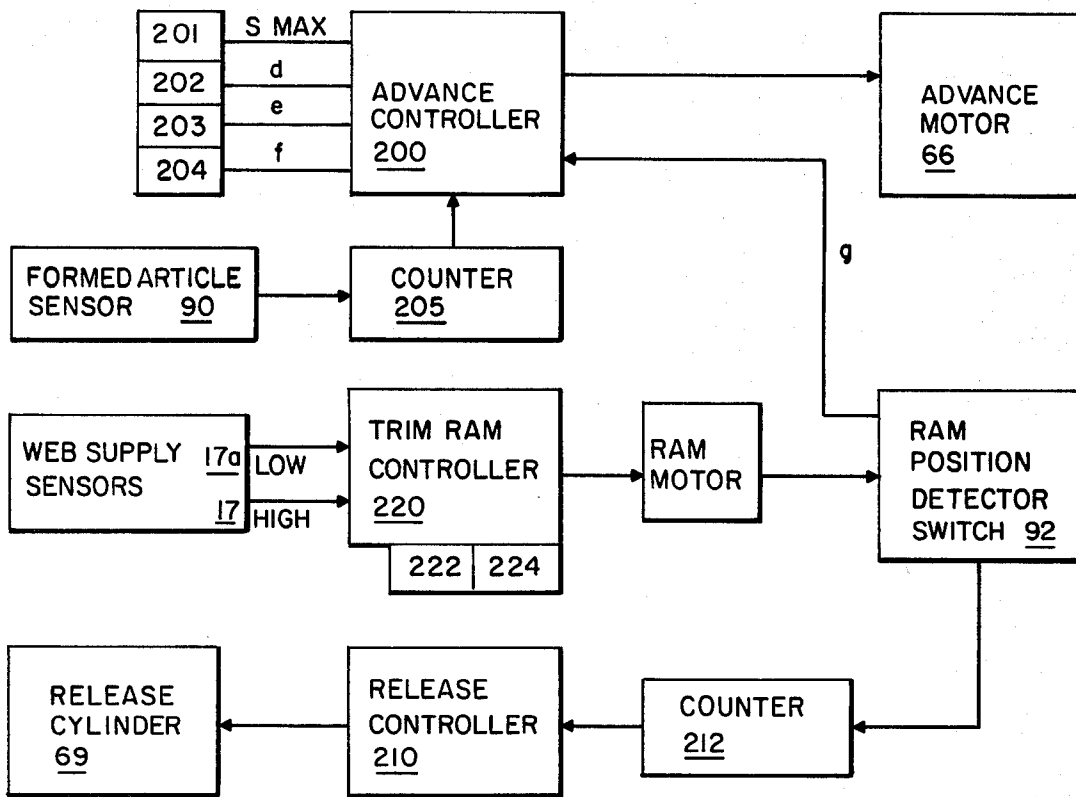 201
S MAX
202
d
203
e
204
f
ADVANCE
CONTROLLER
200
ADVANCE
MOTOR
66
g
FORMED ARTICLE
SENSOR 90
COUNTER
205
WEB SUPPLY 17a
SENSORS
17
LOW
HIGH
TRIM RAM
CONTROLLER
220
222 224
RAM
MOTOR
RAM
POSITION
DETECTOR
SWITCH 92
RELEASE
CYLINDER
69
RELEASE
CONTROLLER
210
COUNTER
212